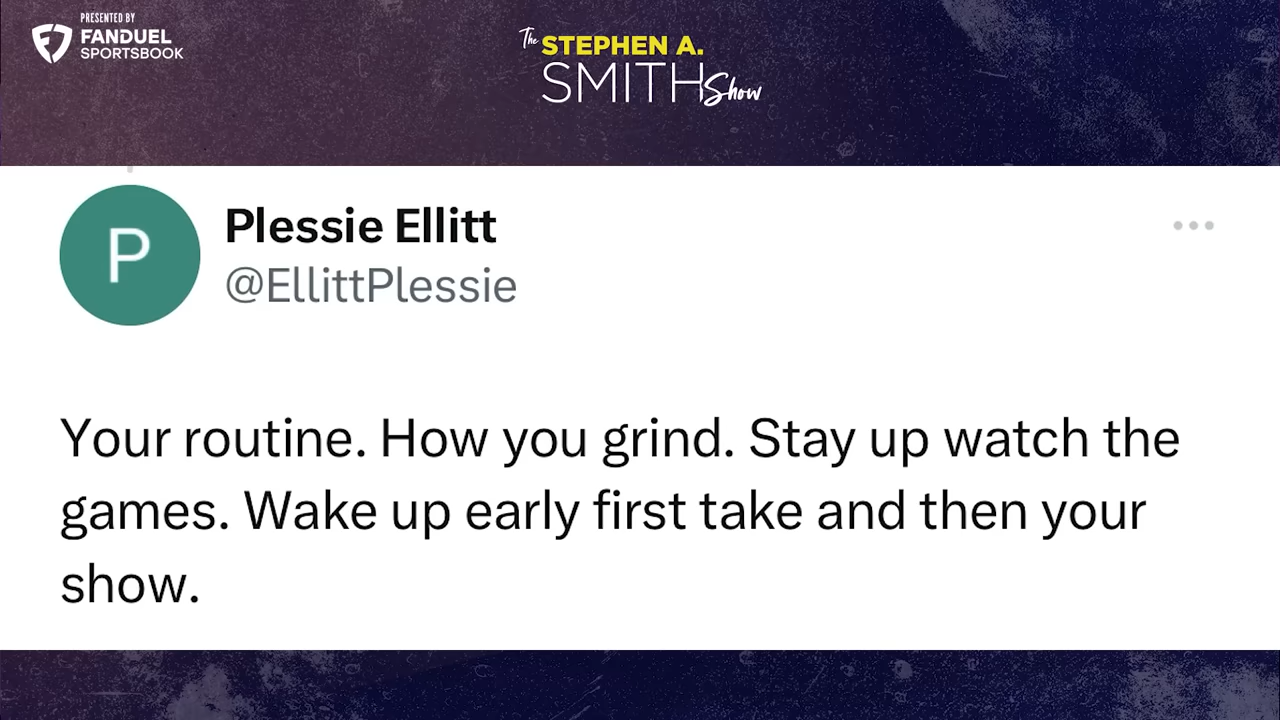 PRESENTED BY
FANDUEL
SPORTSBOOK
The STEPHEN A.
SMITH Show
P
Plessie Ellitt
@EllittPlessie
Your routine. How you grind. Stay up watch the
games. Wake up early first take and then your
show.